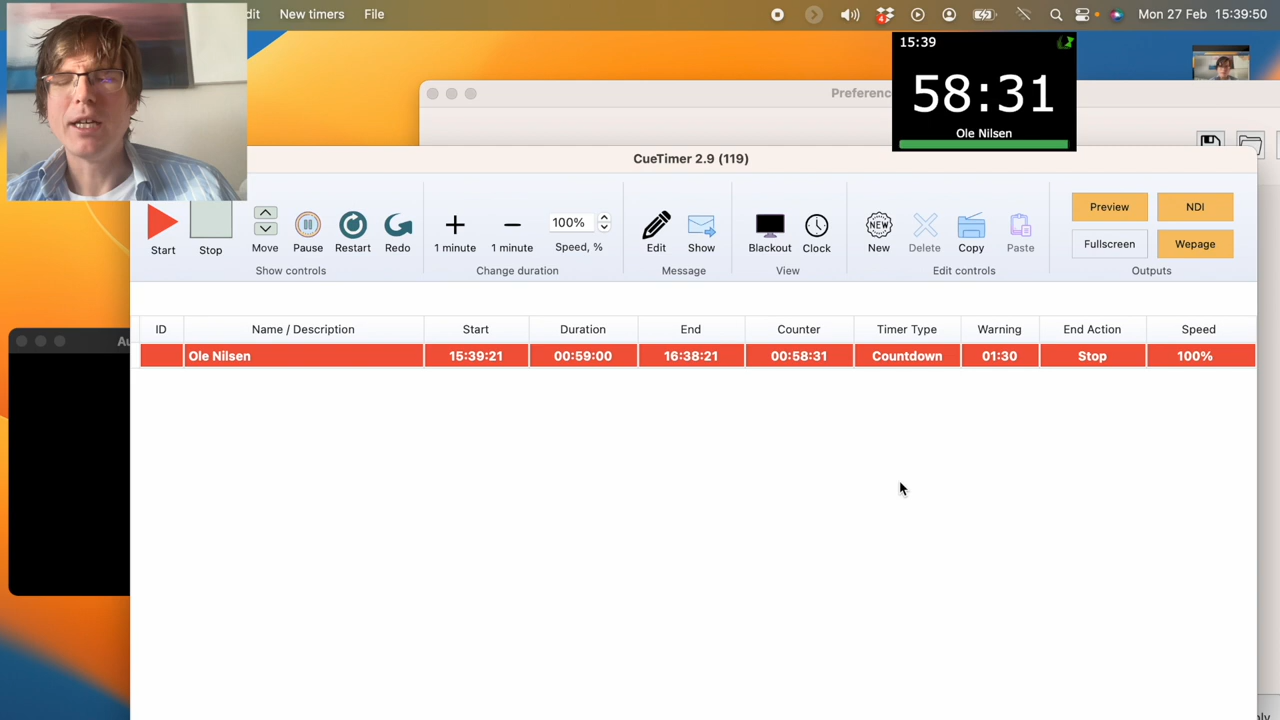 dit New timers File
4
Mon 27 Feb 15:39:50
15:39
58:31
Ole Nilsen
Preferenc
CueTimer 2.9 (119)
Start
Stop
Move
Pause
Restart
Redo
Show controls
1 minute
1 minute
100%
Speed, %
Change duration
Edit
Show
Message
Blackout
Clock
View
NEW
New
Delete
Copy
Paste
Edit controls
Preview
NDI
Fullscreen
Wepage
Outputs
ID Name / Description Start Duration End Counter Timer Type Warning End Action Speed
Ole Nilsen 15:39:21 00:59:00 16:38:21 00:58:31 Countdown 01:30 Stop 100%
Au
nly